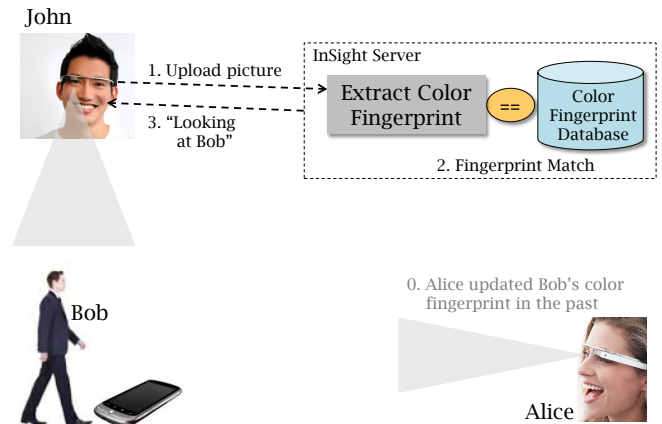 John
InSight Server
1. Upload picture
Extract Color
Fingerprint
==
Color
Fingerprint
Database
3. “Looking
at Bob”
2. Fingerprint Match
0. Alice updated Bob’s color
fingerprint in the past
Bob
Alice